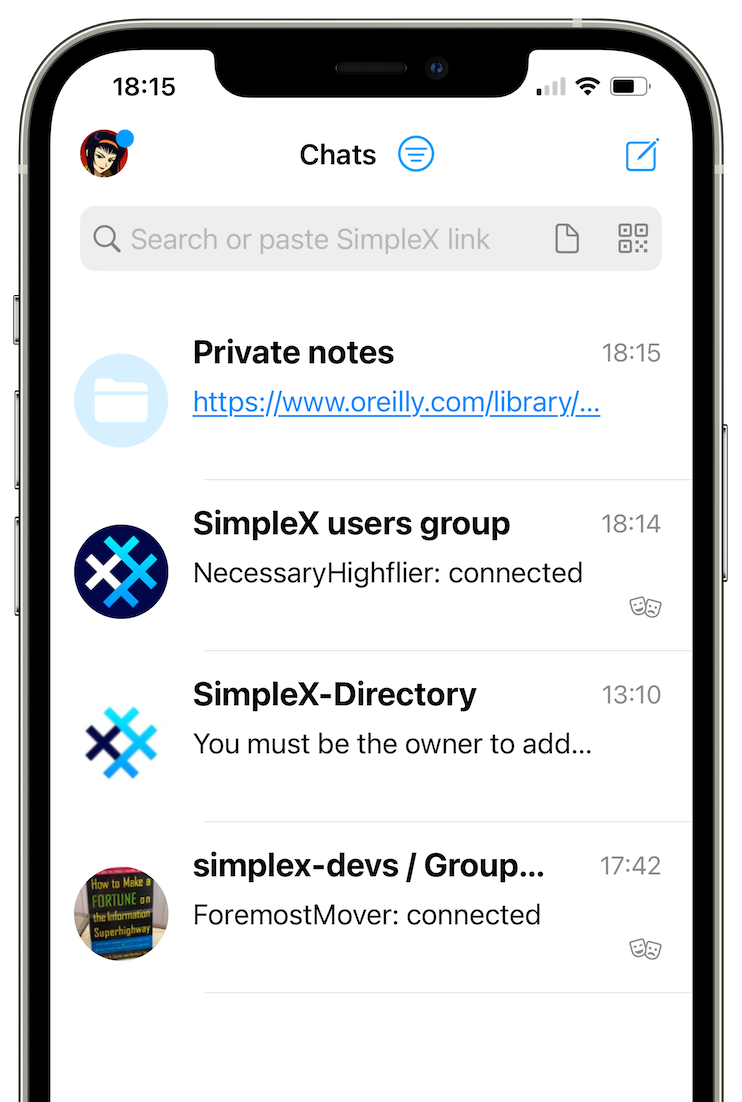 18:15
Chats
Search or paste SimpleX link
Private notes
18:15
https://www.oreilly.com/library/...
SimpleX users group
18:14
NecessaryHighflier: connected
SimpleX-Directory
13:10
You must be the owner to add...
simplex-devs / Group...
17:42
ForemostMover: connected
How to Make a
FORTUNE on
the Information
Superhighway